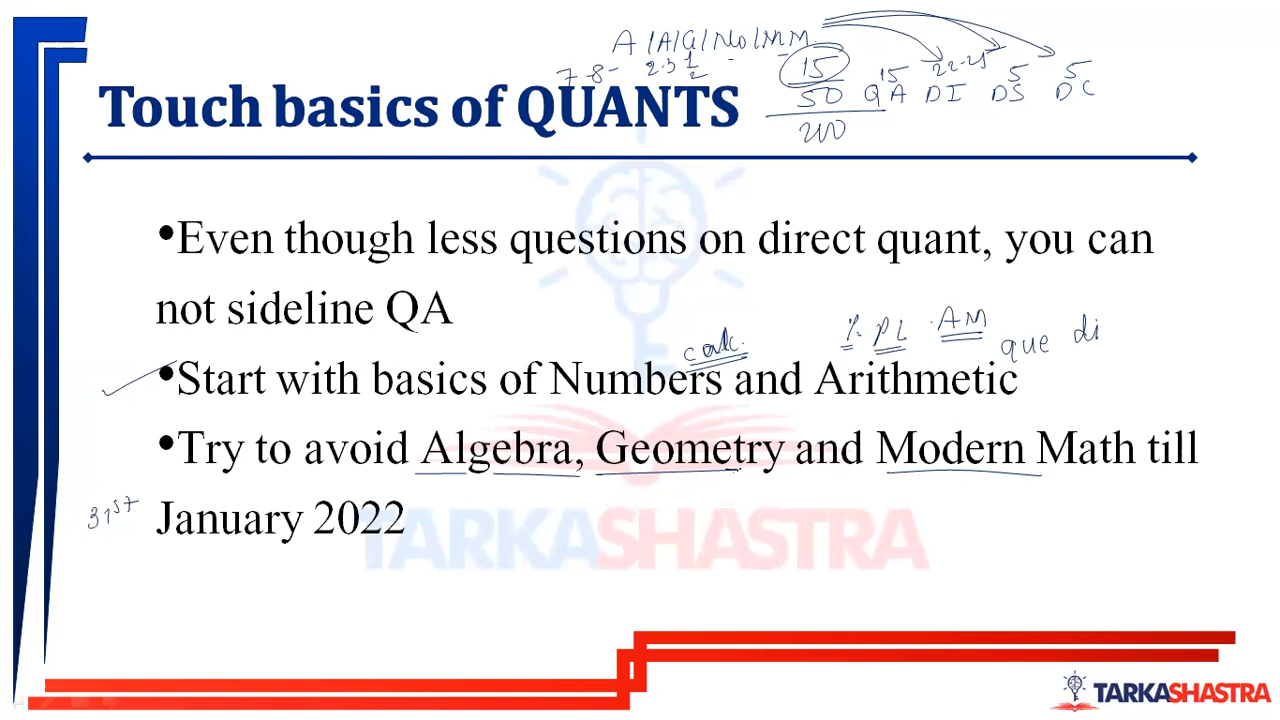 A |A|G|No|MM
7-8- 2-3 1 15 15 22-25 5 5
2 50 QA DI DS DC
Touch basics of QUANTS
200
•Even though less questions on direct quant, you can
not sideline QA
calc. % PL AM que di
•Start with basics of Numbers and Arithmetic
•Try to avoid Algebra, Geometry and Modern Math till
31st January 2022
TARKASHASTRA
TARKASHASTRA